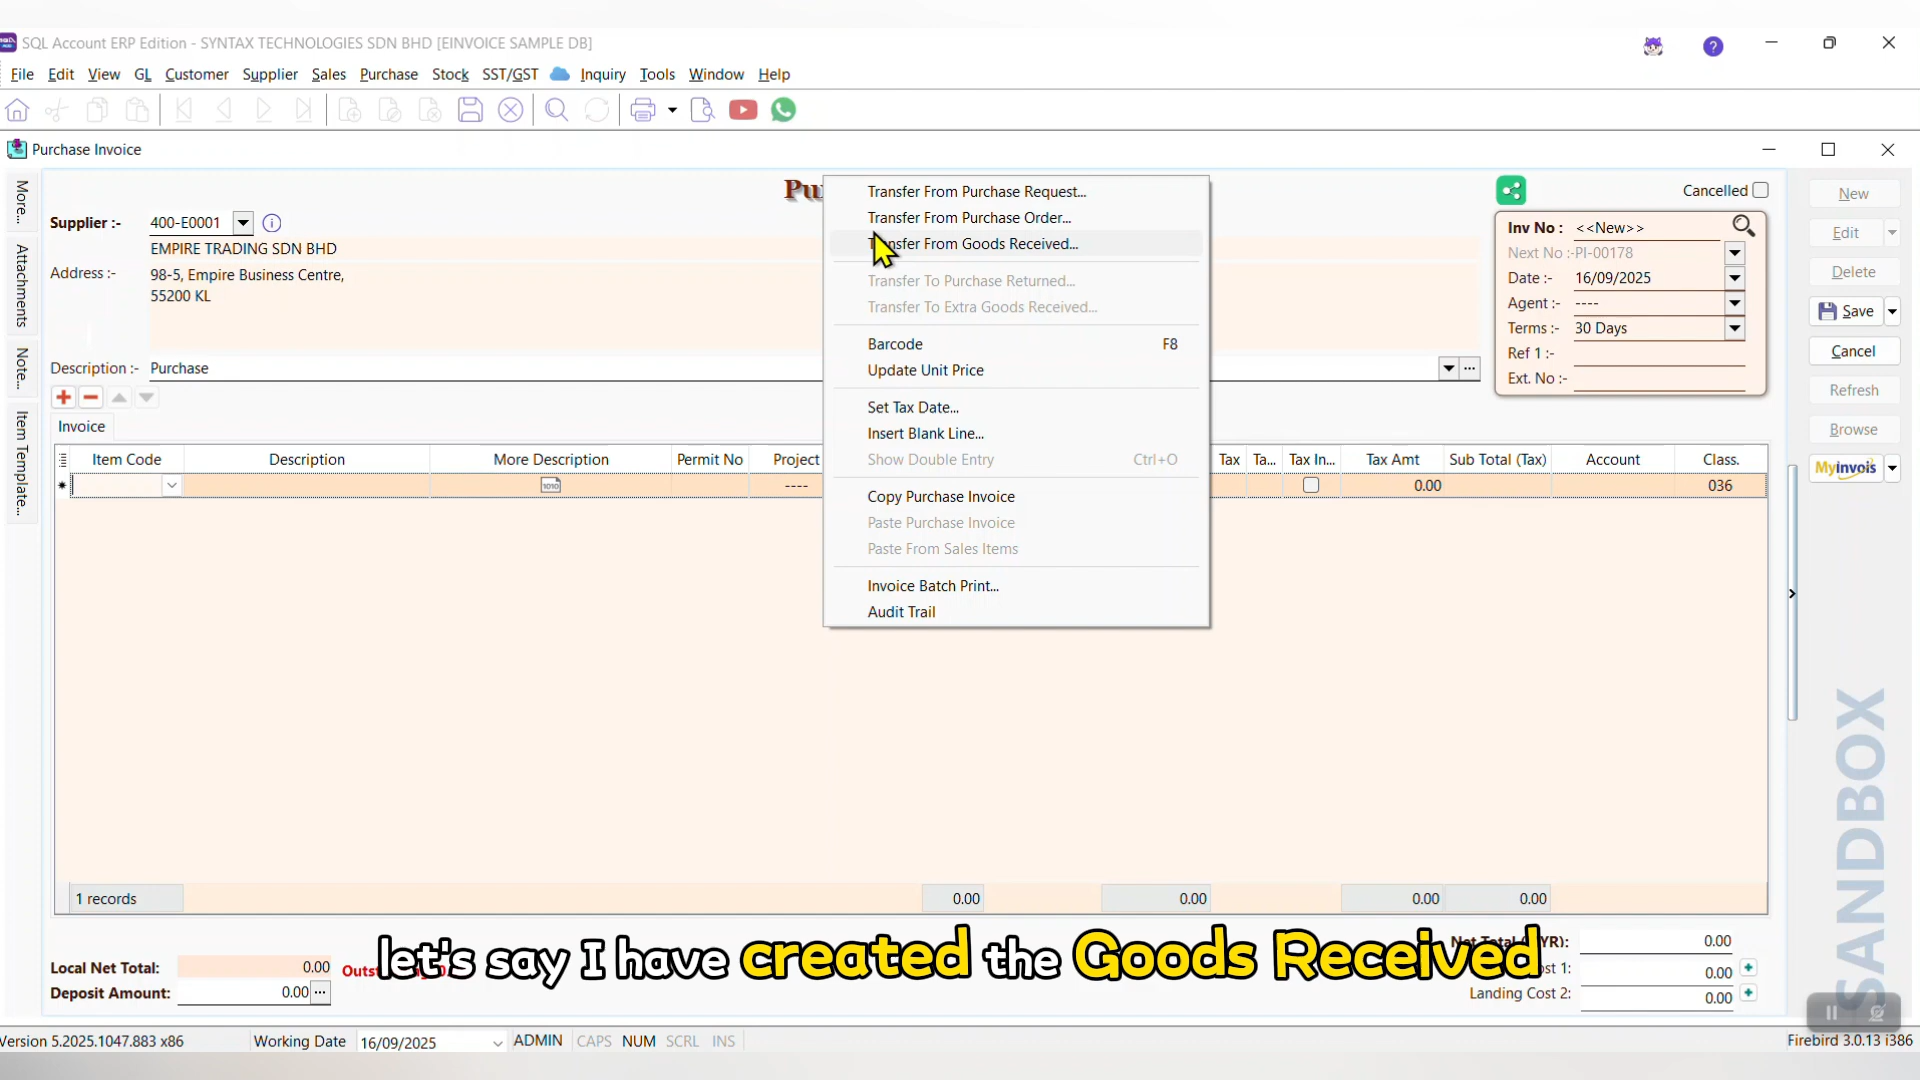 SQL Account ERP Edition - SYNTAX TECHNOLOGIES SDN BHD [EINVOICE SAMPLE DB]
File Edit View GL Customer Supplier Sales Purchase Stock SST/GST Inquiry Tools Window Help
Purchase Invoice
More...
Attachments
Note...
Item Template...
Pu
Cancelled
Supplier :- 400-E0001
EMPIRE TRADING SDN BHD
Address :- 98-5, Empire Business Centre,
55200 KL
Description :- Purchase
Transfer From Purchase Request...
Transfer From Purchase Order...
Transfer From Goods Received...
Transfer To Purchase Returned...
Transfer To Extra Goods Received...
Barcode F8
Update Unit Price
Set Tax Date...
Insert Blank Line...
Show Double Entry Ctrl+O
Copy Purchase Invoice
Paste Purchase Invoice
Paste From Sales Items
Invoice Batch Print...
Audit Trail
Inv No : <<New>>
Next No :-PI-00178
Date :- 16/09/2025
Agent :- ----
Terms :- 30 Days
Ref 1 :-
Ext. No :-
New
Edit
Delete
Save
Cancel
Refresh
Browse
MyInvois
Invoice
Item Code Description More Description Permit No Project Tax Ta... Tax In... Tax Amt Sub Total (Tax) Account Class.
---- 0.00 036
1 records 0.00 0.00 0.00 0.00
let's say I have created the Goods Received
Local Net Total: 0.00
Deposit Amount: 0.00
0.00
Landing Cost 1: 0.00
Landing Cost 2: 0.00
SANDBOX
Version 5.2025.1047.883 x86 Working Date 16/09/2025 ADMIN CAPS NUM SCRL INS Firebird 3.0.13 i386